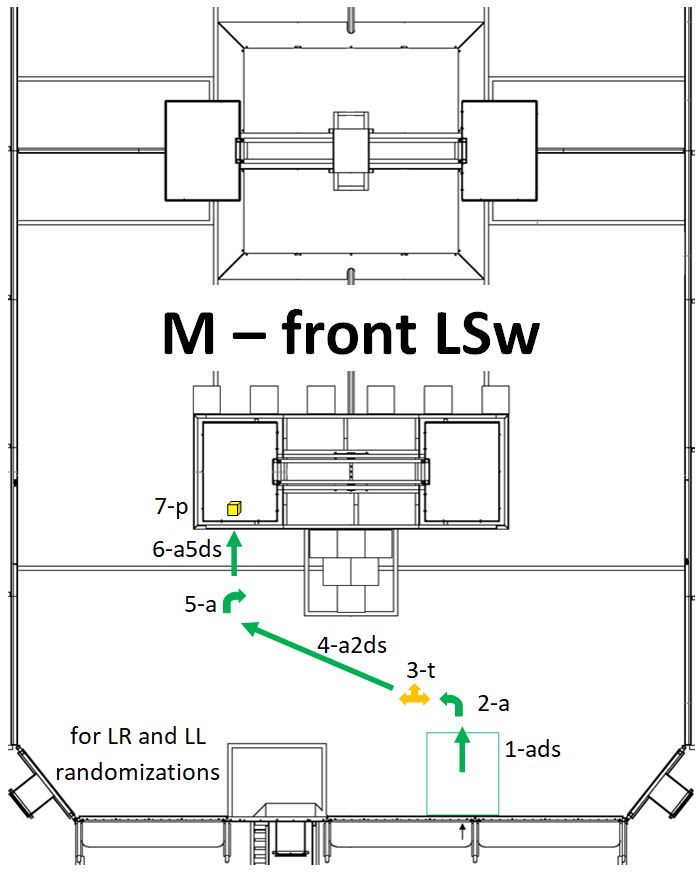 M – front LSw
7-p
6-a5ds
5-a
4-a2ds
3-t
2-a
1-ads
for LR and LL
randomizations